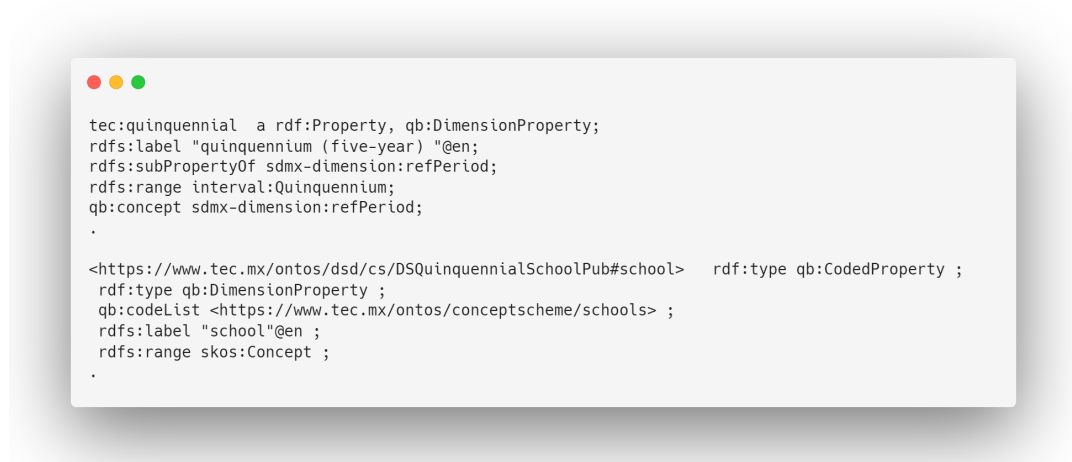 tec:quinquennial  a rdf:Property, qb:DimensionProperty;
rdfs:label "quinquennium (five-year) "@en;
rdfs:subPropertyOf sdmx-dimension:refPeriod;
rdfs:range interval:Quinquennium;
qb:concept sdmx-dimension:refPeriod;
.

<https://www.tec.mx/ontos/dsd/cs/DSQuinquennialSchoolPub#school>   rdf:type qb:CodedProperty ;
 rdf:type qb:DimensionProperty ;
 qb:codeList <https://www.tec.mx/ontos/conceptscheme/schools> ;
 rdfs:label "school"@en ;
 rdfs:range skos:Concept ;
.